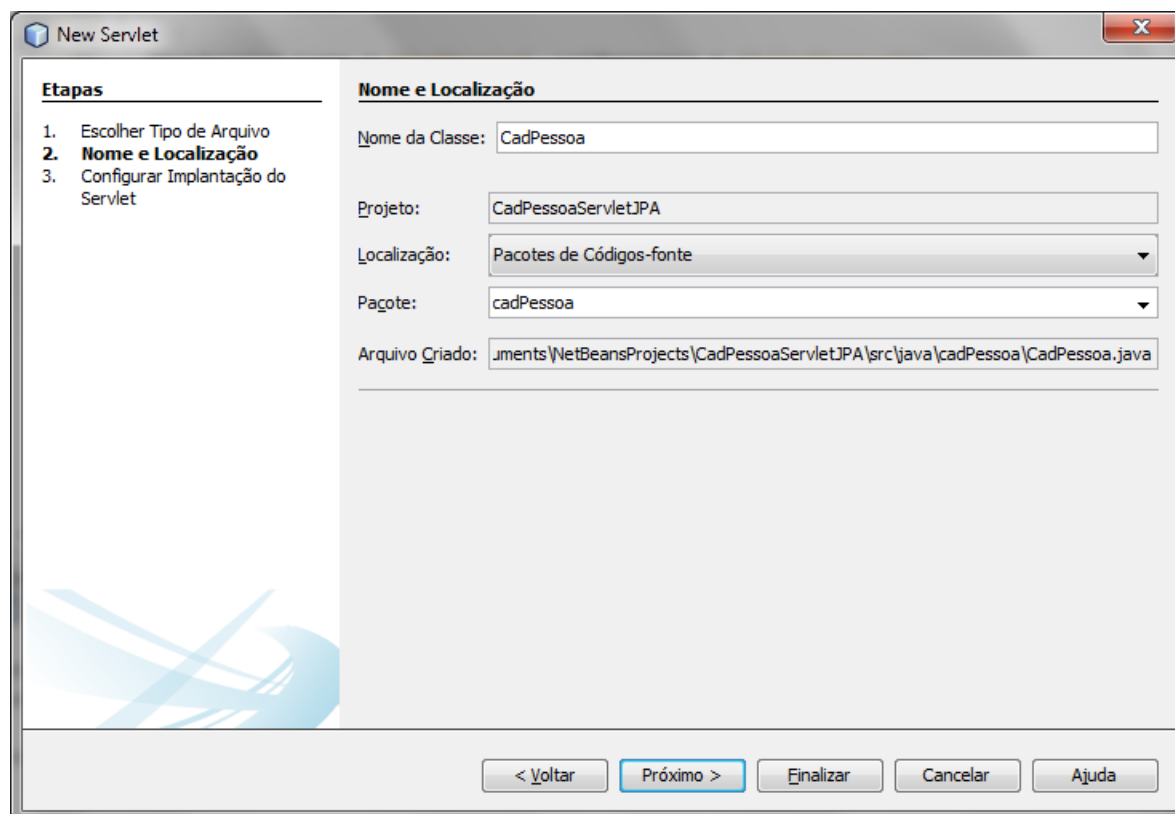 New Servlet
Etapas
1. Escolher Tipo de Arquivo
2. Nome e Localização
3. Configurar Implantação do
Servlet
Nome e Localização
Nome da Classe: CadPessoa
Projeto: CadPessoaServletJPA
Localização: Pacotes de Códigos-fonte
Pacote: cadPessoa
Arquivo Criado: uments\NetBeansProjects\CadPessoaServletJPA\src\java\cadPessoa\CadPessoa.java
< Voltar Próximo > Finalizar Cancelar Ajuda